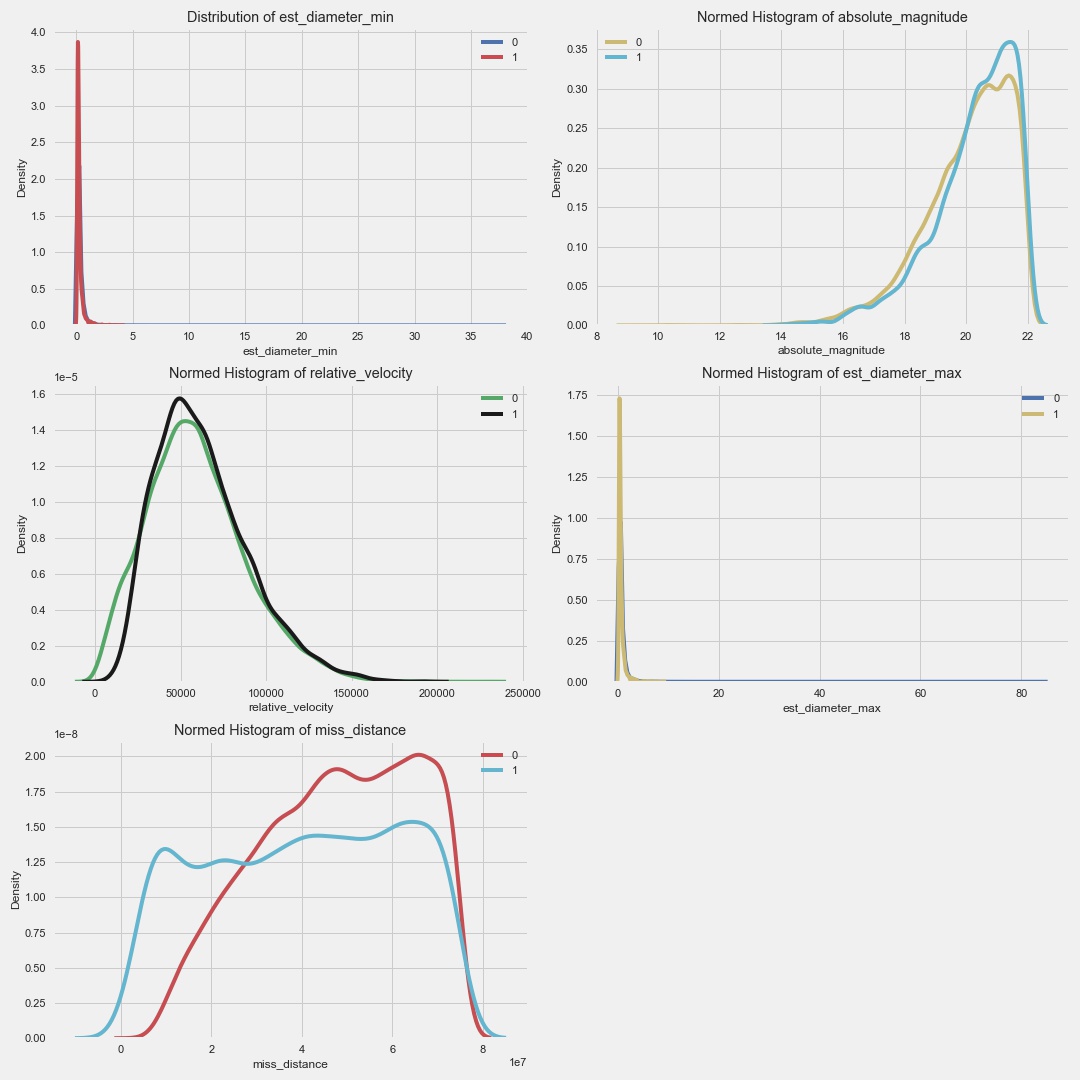 Distribution of est_diameter_min
4.0
3.5
3.0
2.5
2.0
1.5
1.0
0.5
0.0
Density
0
1
0 5 10 15 20 25 30 35 40
est_diameter_min
Normed Histogram of absolute_magnitude
0.35
0.30
0.25
0.20
0.15
0.10
0.05
0.00
Density
0
1
8 10 12 14 16 18 20 22
absolute_magnitude
Normed Histogram of relative_velocity
1e−5
1.6
1.4
1.2
1.0
0.8
0.6
0.4
0.2
0.0
Density
0
1
0 50000 100000 150000 200000 250000
relative_velocity
Normed Histogram of est_diameter_max
1.75
1.50
1.25
1.00
0.75
0.50
0.25
0.00
Density
0
1
0 20 40 60 80
est_diameter_max
Normed Histogram of miss_distance
1e−8
2.00
1.75
1.50
1.25
1.00
0.75
0.50
0.25
0.00
Density
0
1
0 2 4 6 8
1e7
miss_distance